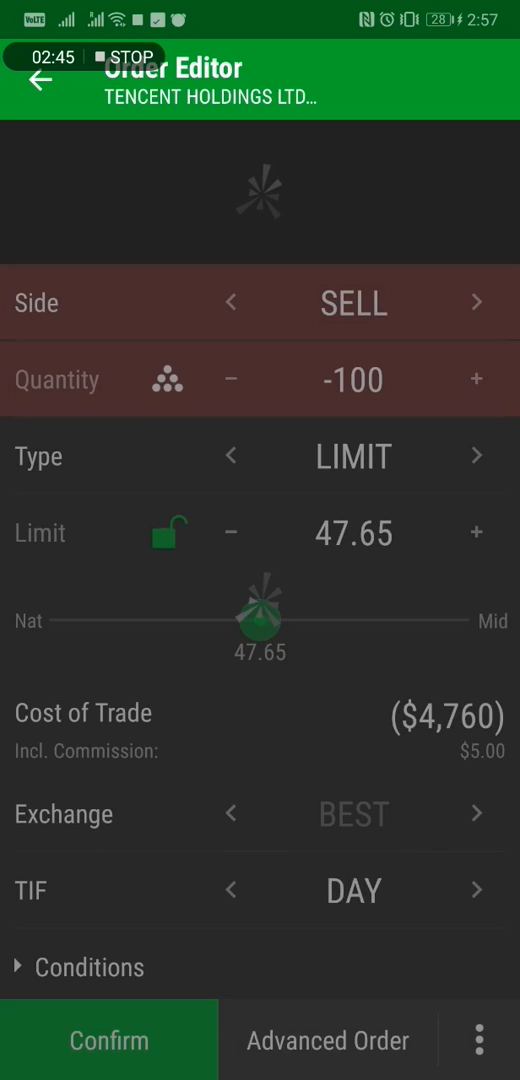 VoLTE 28 2:57
02:45 STOP
Order Editor
TENCENT HOLDINGS LTD...
Side < SELL >
Quantity − -100 +
Type < LIMIT >
Limit − 47.65 +
Nat Mid
47.65
Cost of Trade ($4,760)
Incl. Commission: $5.00
Exchange < BEST >
TIF < DAY >
Conditions
Confirm Advanced Order